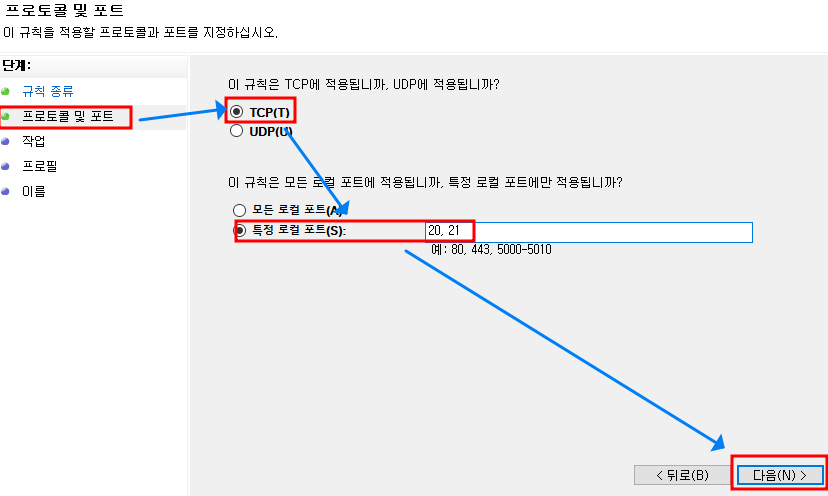 프로토콜 및 포트
이 규칙을 적용할 프로토콜과 포트를 지정하십시오.
단계:
규칙 종류
프로토콜 및 포트
작업
프로필
이름
이 규칙은 TCP에 적용됩니까, UDP에 적용됩니까?
TCP(T)
UDP(U)
이 규칙은 모든 로컬 포트에 적용됩니까, 특정 로컬 포트에만 적용됩니까?
모든 로컬 포트(A)
특정 로컬 포트(S): 20, 21
예: 80, 443, 5000-5010
< 뒤로(B) 다음(N) >